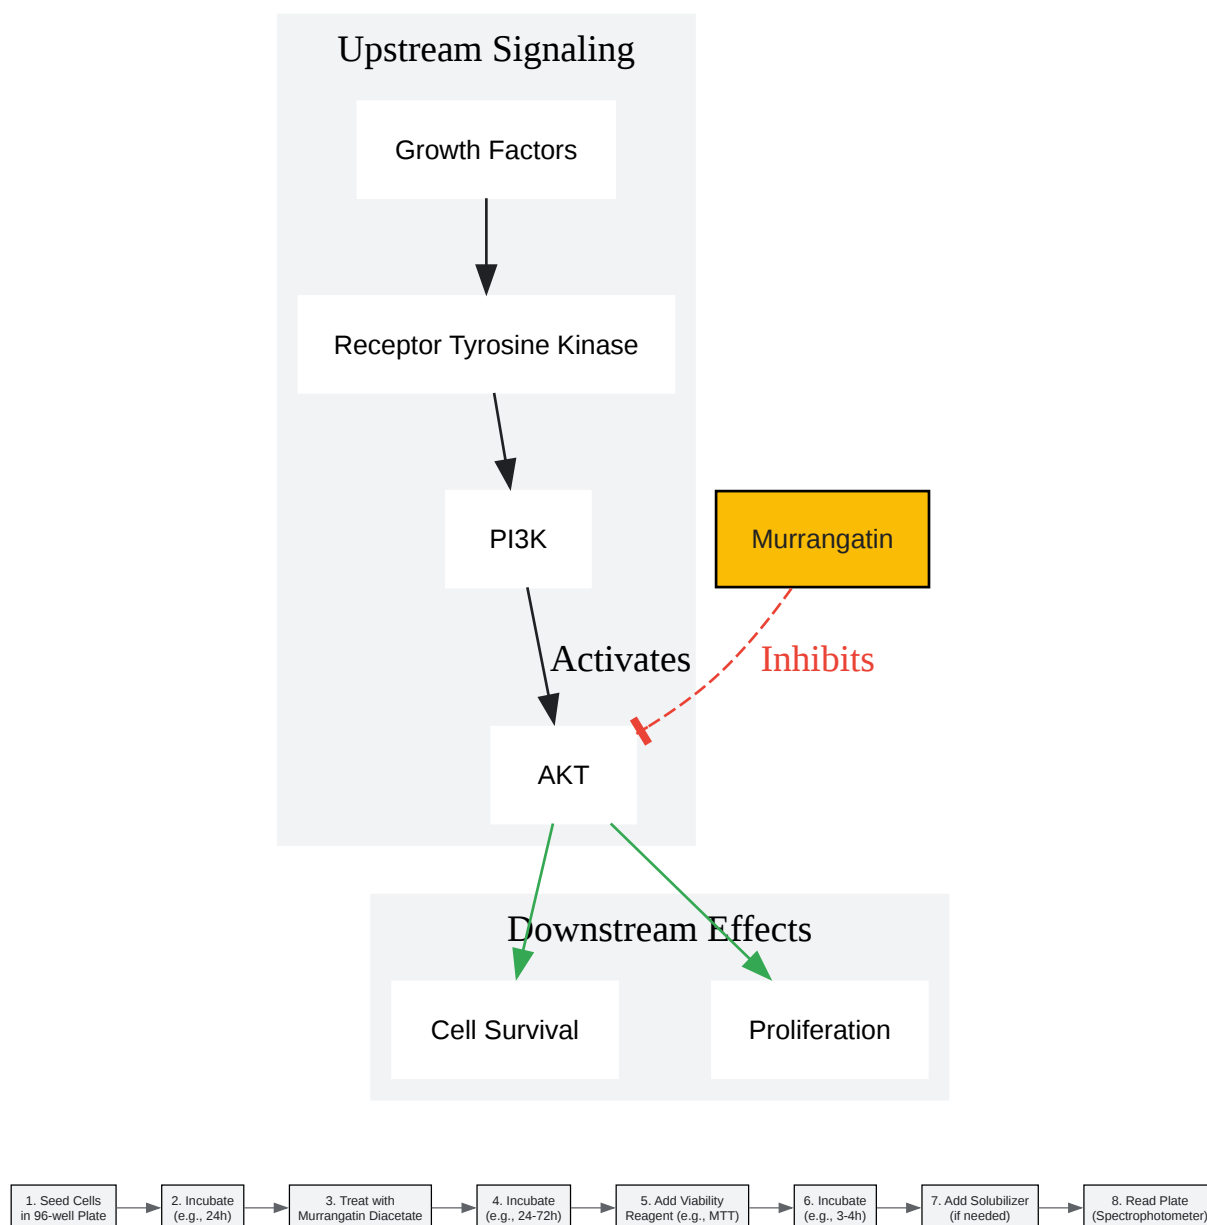 Upstream Signaling
Growth Factors
Receptor Tyrosine Kinase
PI3K
Murrangatin
Activates
Inhibits
AKT
Downstream Effects
Cell Survival
Proliferation
1. Seed Cells
in 96-well Plate
2. Incubate
(e.g., 24h)
3. Treat with
Murrangatin Diacetate
4. Incubate
(e.g., 24-72h)
5. Add Viability
Reagent (e.g., MTT)
6. Incubate
(e.g., 3-4h)
7. Add Solubilizer
(if needed)
8. Read Plate
(Spectrophotometer)